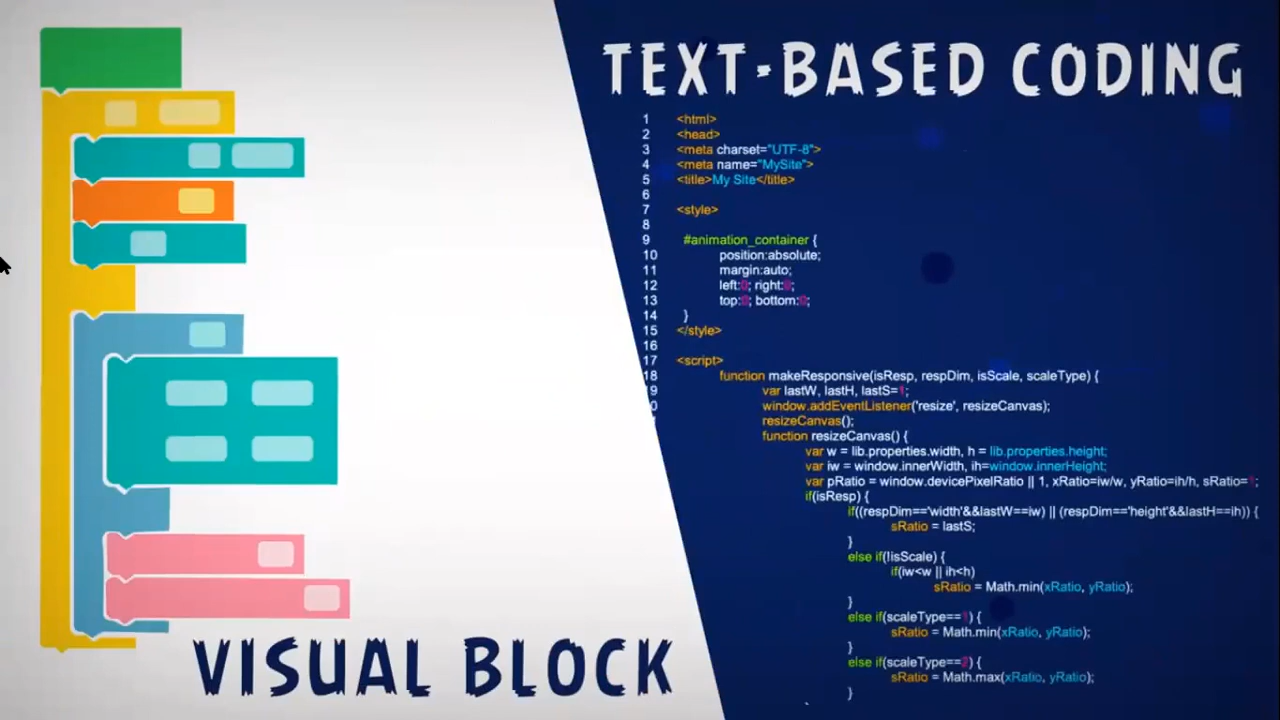 TEXT-BASED CODING
1 <html>
2 <head>
3 <meta charset="UTF-8">
4 <meta name="MySite">
5 <title>My Site</title>
6
7 <style>
8
9 #animation_container {
10 position:absolute;
11 margin:auto;
12 left:0; right:0;
13 top:0; bottom:0;
14 }
15 </style>
16
17 <script>
18 function makeResponsive(isResp, respDim, isScale, scaleType) {
9 var lastW, lastH, lastS=1;
0 window.addEventListener('resize', resizeCanvas);
resizeCanvas();
function resizeCanvas() {
var w = lib.properties.width, h = lib.properties.height;
var iw = window.innerWidth, ih=window.innerHeight;
var pRatio = window.devicePixelRatio || 1, xRatio=iw/w, yRatio=ih/h, sRatio=1;
if(isResp) {
if((respDim=='width'&&lastW==iw) || (respDim=='height'&&lastH==ih)) {
sRatio = lastS;
}
else if(!isScale) {
if(iw<w || ih<h)
sRatio = Math.min(xRatio, yRatio);
}
else if(scaleType==1) {
sRatio = Math.min(xRatio, yRatio);
}
else if(scaleType==2) {
sRatio = Math.max(xRatio, yRatio);
}
VISUAL BLOCK